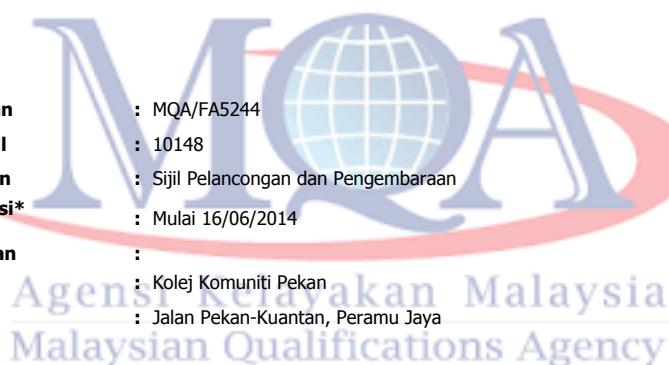 MQA
an : MQA/FA5244
l : 10148
n : Sijil Pelancongan dan Pengembaraan
si* : Mulai 16/06/2014
an :
: Kolej Komuniti Pekan
Agensi Kelayakan Malaysia
: Jalan Pekan-Kuantan, Peramu Jaya
Malaysian Qualifications Agency